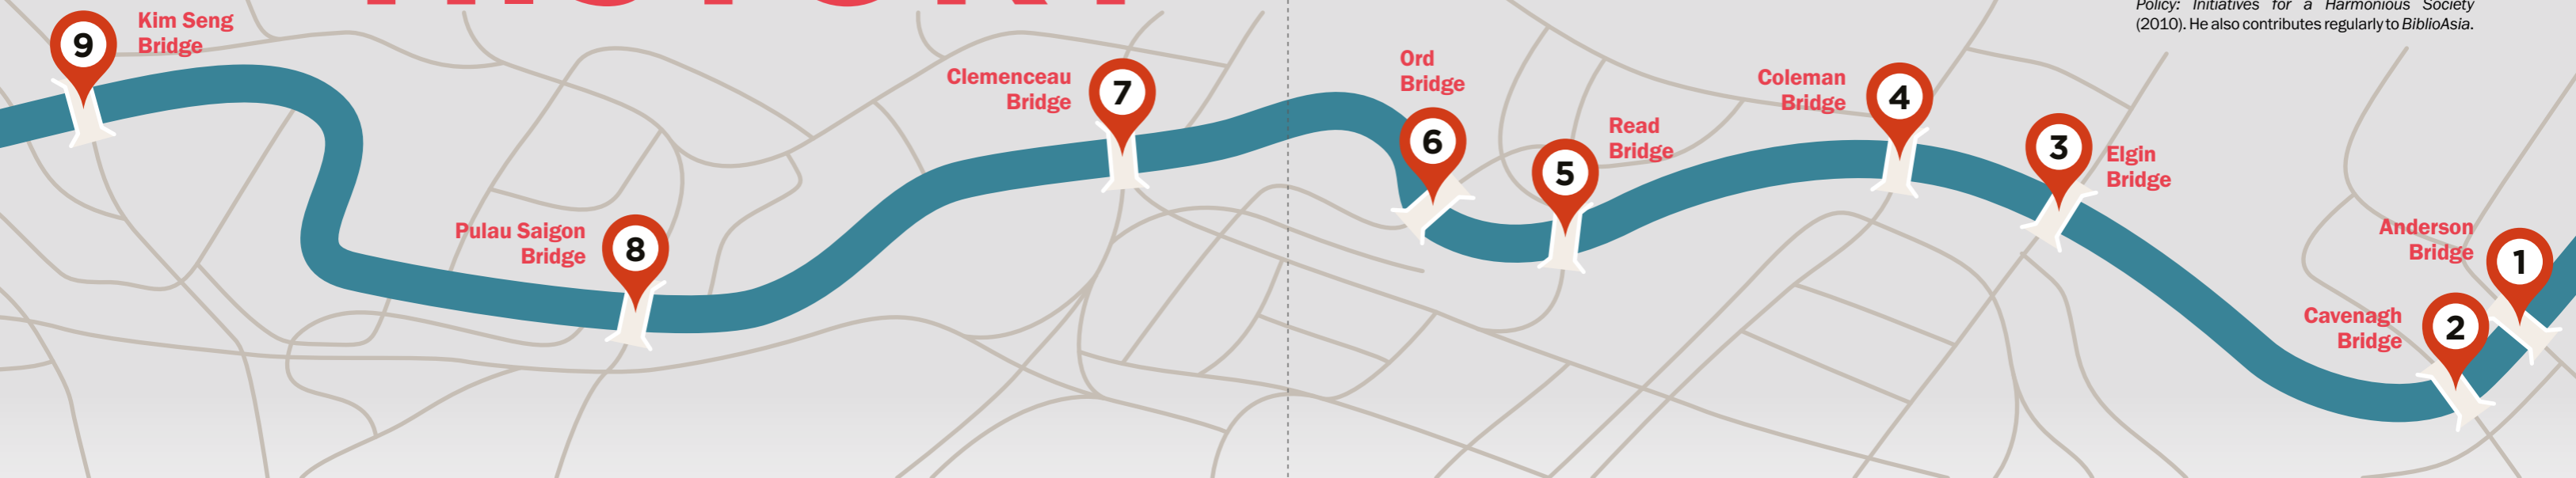 Policy: Initiatives for a Harmonious Society
(2010). He also contributes regularly to BiblioAsia.
9
Kim Seng
Bridge
Pulau Saigon
Bridge
8
Clemenceau
Bridge
7
Ord
Bridge
6
Read
Bridge
5
Coleman
Bridge
4
3
Elgin
Bridge
Anderson
Bridge
1
Cavenagh
Bridge
2